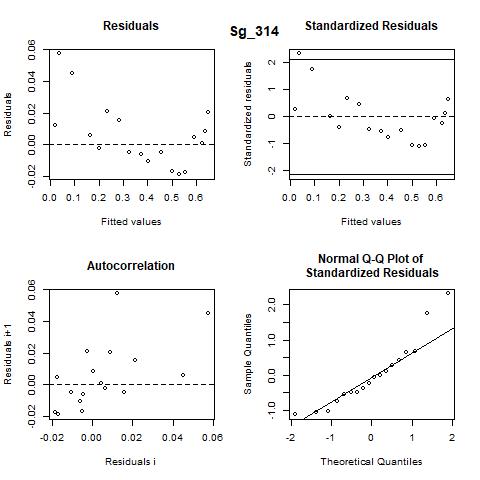 Sg_314
Residuals
Residuals
-0.02 0.00 0.02 0.04 0.06
0.0 0.1 0.2 0.3 0.4 0.5 0.6
Fitted values
Standardized Residuals
Standardized residuals
-2 -1 0 1 2
0.0 0.1 0.2 0.3 0.4 0.5 0.6
Fitted values
Autocorrelation
Residuals i+1
-0.02 0.00 0.02 0.04 0.06
-0.02 0.00 0.02 0.04 0.06
Residuals i
Normal Q-Q Plot of
Standardized Residuals
Sample Quantiles
-1.0 0.0 1.0 2.0
-2 -1 0 1 2
Theoretical Quantiles